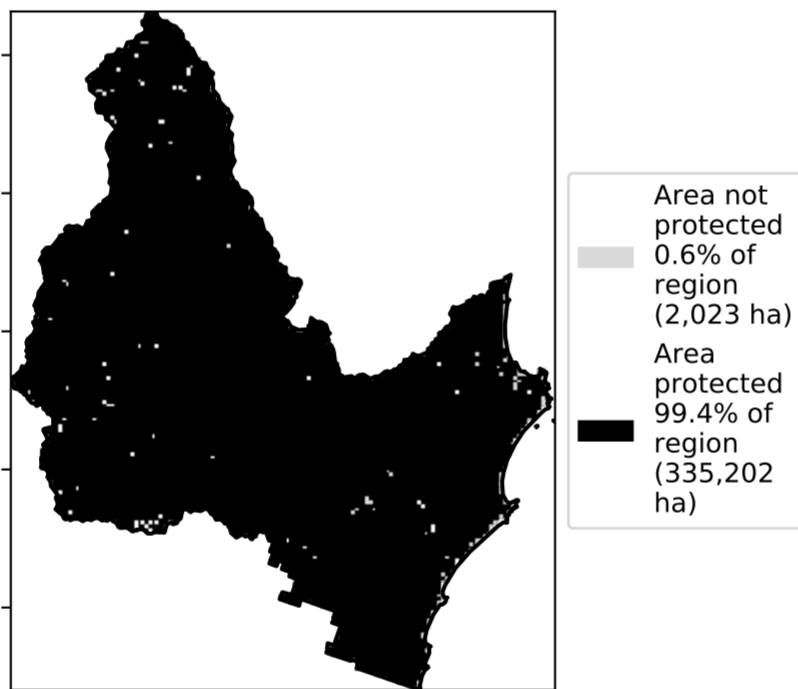 Area not
protected
0.6% of
region
(2,023 ha)
Area
protected
99.4% of
region
(335,202
ha)